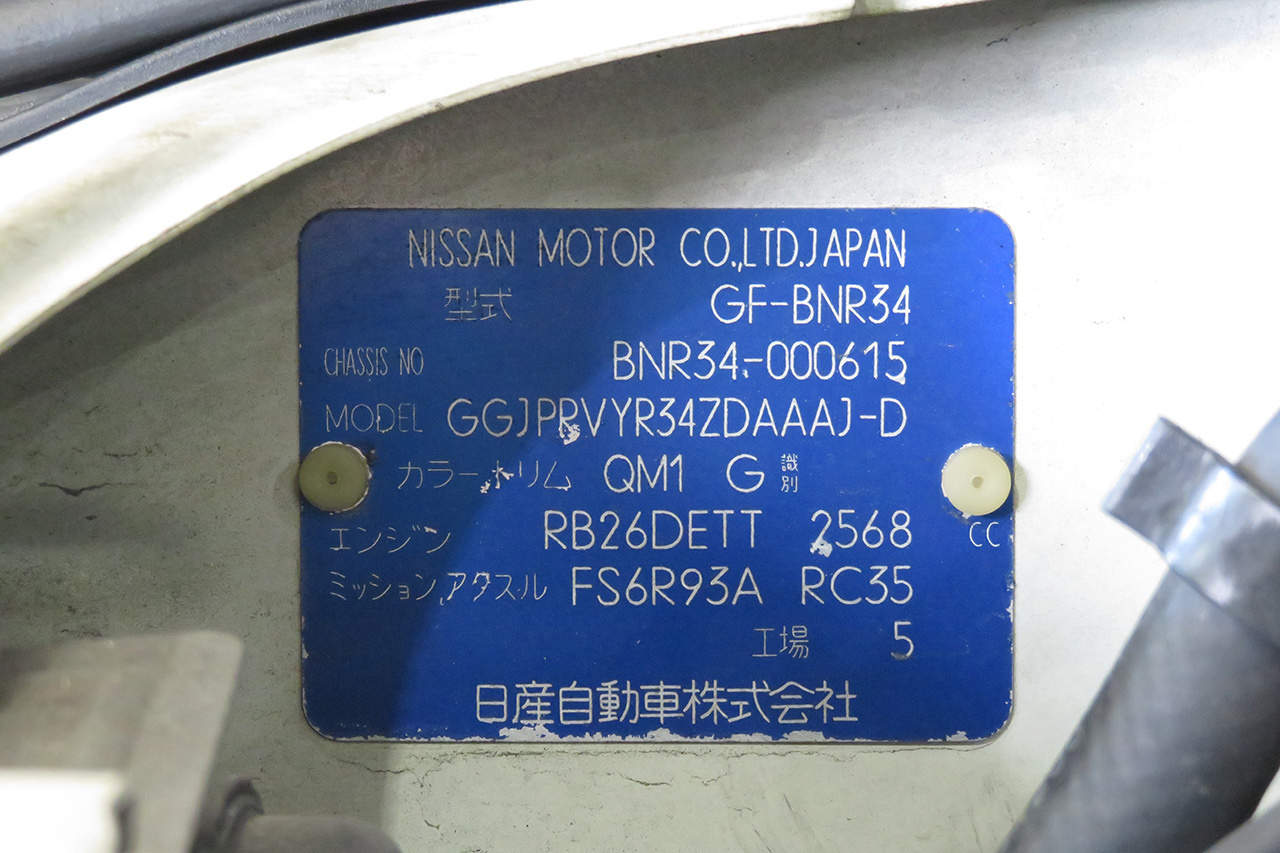 NISSAN MOTOR CO.,LTD.JAPAN
型式 GF-BNR34
CHASSIS NO BNR34-000615
MODEL GGJPRVYR34ZDAAAJ-D
カラー・トリム QM1 G 識別
エンジン RB26DETT 2568 CC
ミッション,アクスル FS6R93A RC35
工場 5
日産自動車株式会社